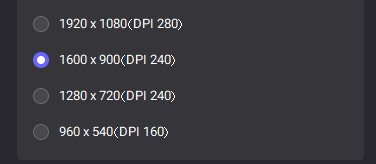 1920 x 1080(DPI 280)
1600 x 900(DPI 240)
1280 x 720(DPI 240)
960 x 540(DPI 160)